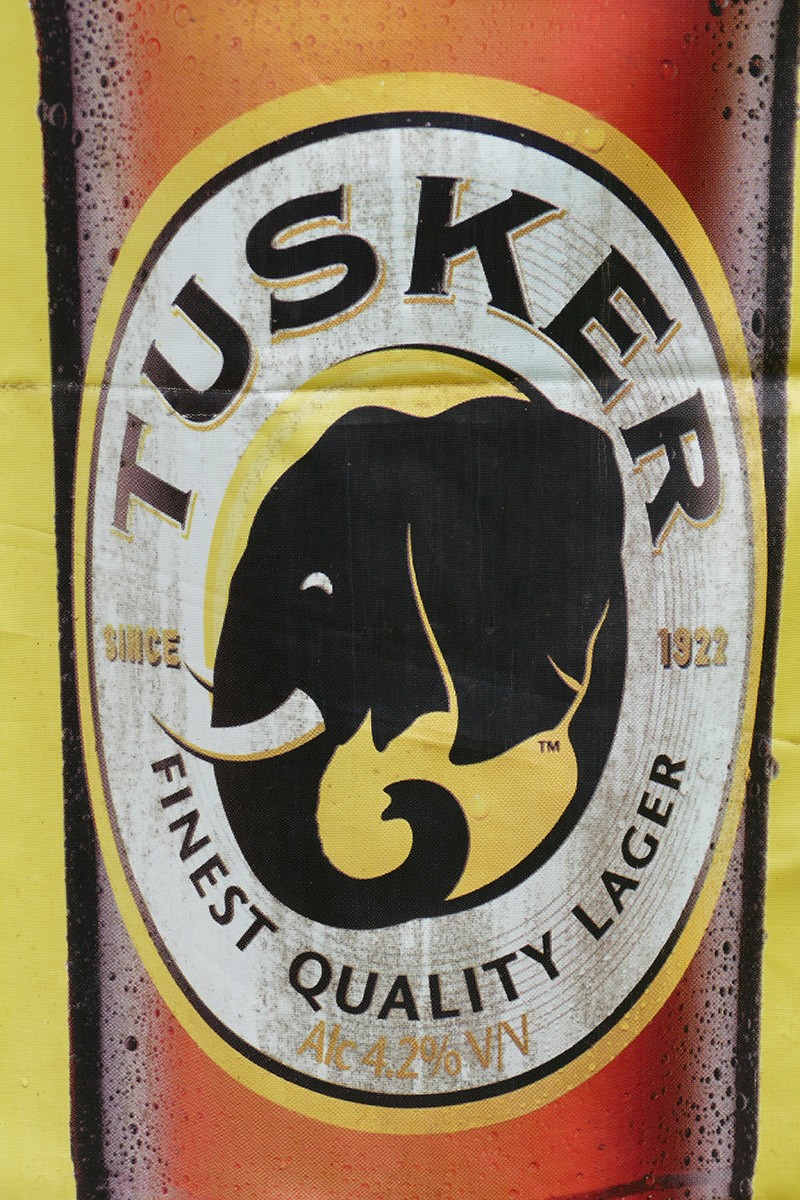 TUSKER
SINCE 1922
TM
FINEST QUALITY LAGER
Alc 4.2% V/V